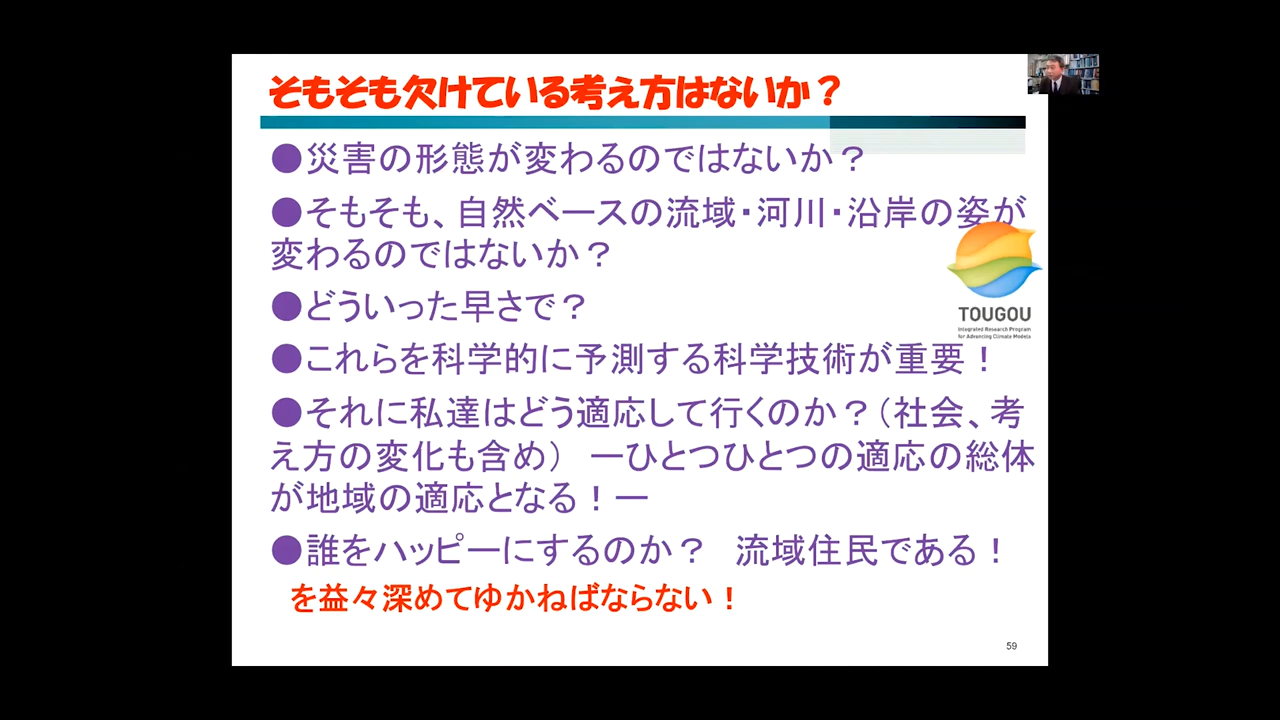 そもそも欠けている考え方はないか？
●災害の形態が変わるのではないか？
●そもそも、自然ベースの流域・河川・沿岸の姿が
変わるのではないか？
●どういった早さで？
TOUGOU
Integrated Research Program
for Advancing Climate Models
●これらを科学的に予測する科学技術が重要！
●それに私達はどう適応して行くのか？（社会、考
え方の変化も含め） ーひとつひとつの適応の総体
が地域の適応となる！ー
●誰をハッピーにするのか？ 流域住民である！
を益々深めてゆかねばならない！
59